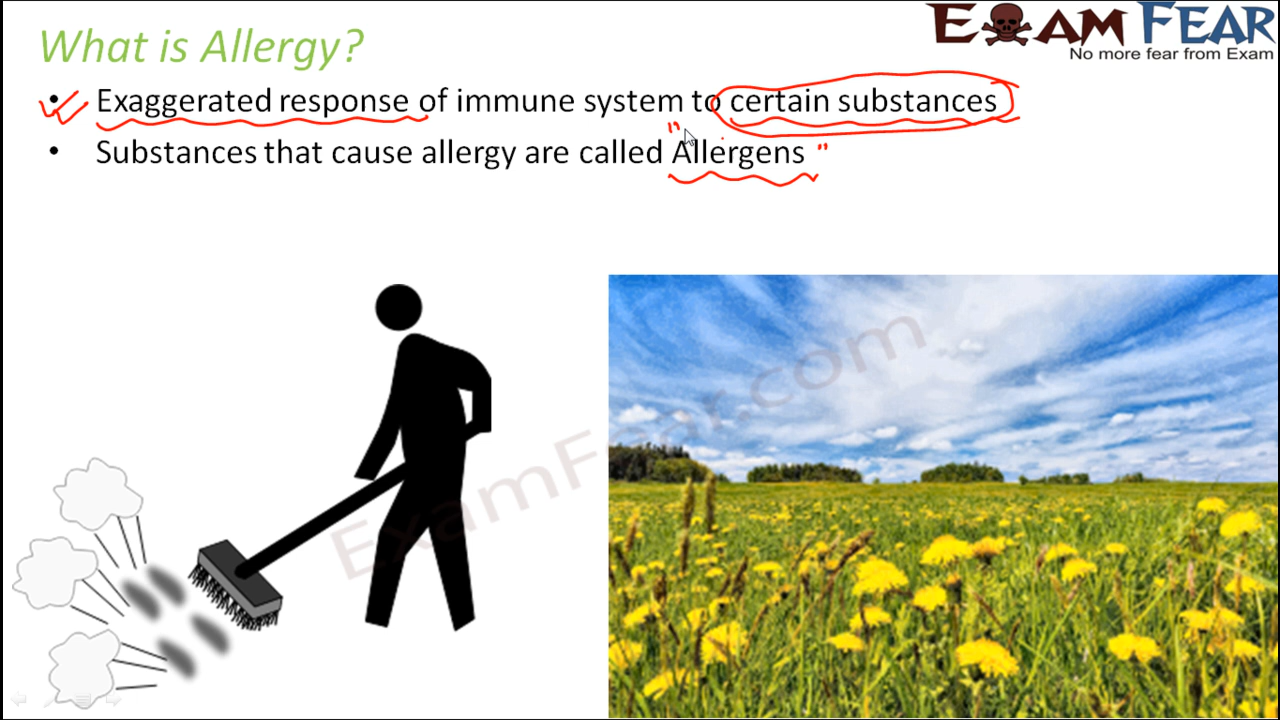 What is Allergy?
EXAM FEAR
No more fear from Exam
• Exaggerated response of immune system to certain substances
• Substances that cause allergy are called "Allergens"
ExamFear.com